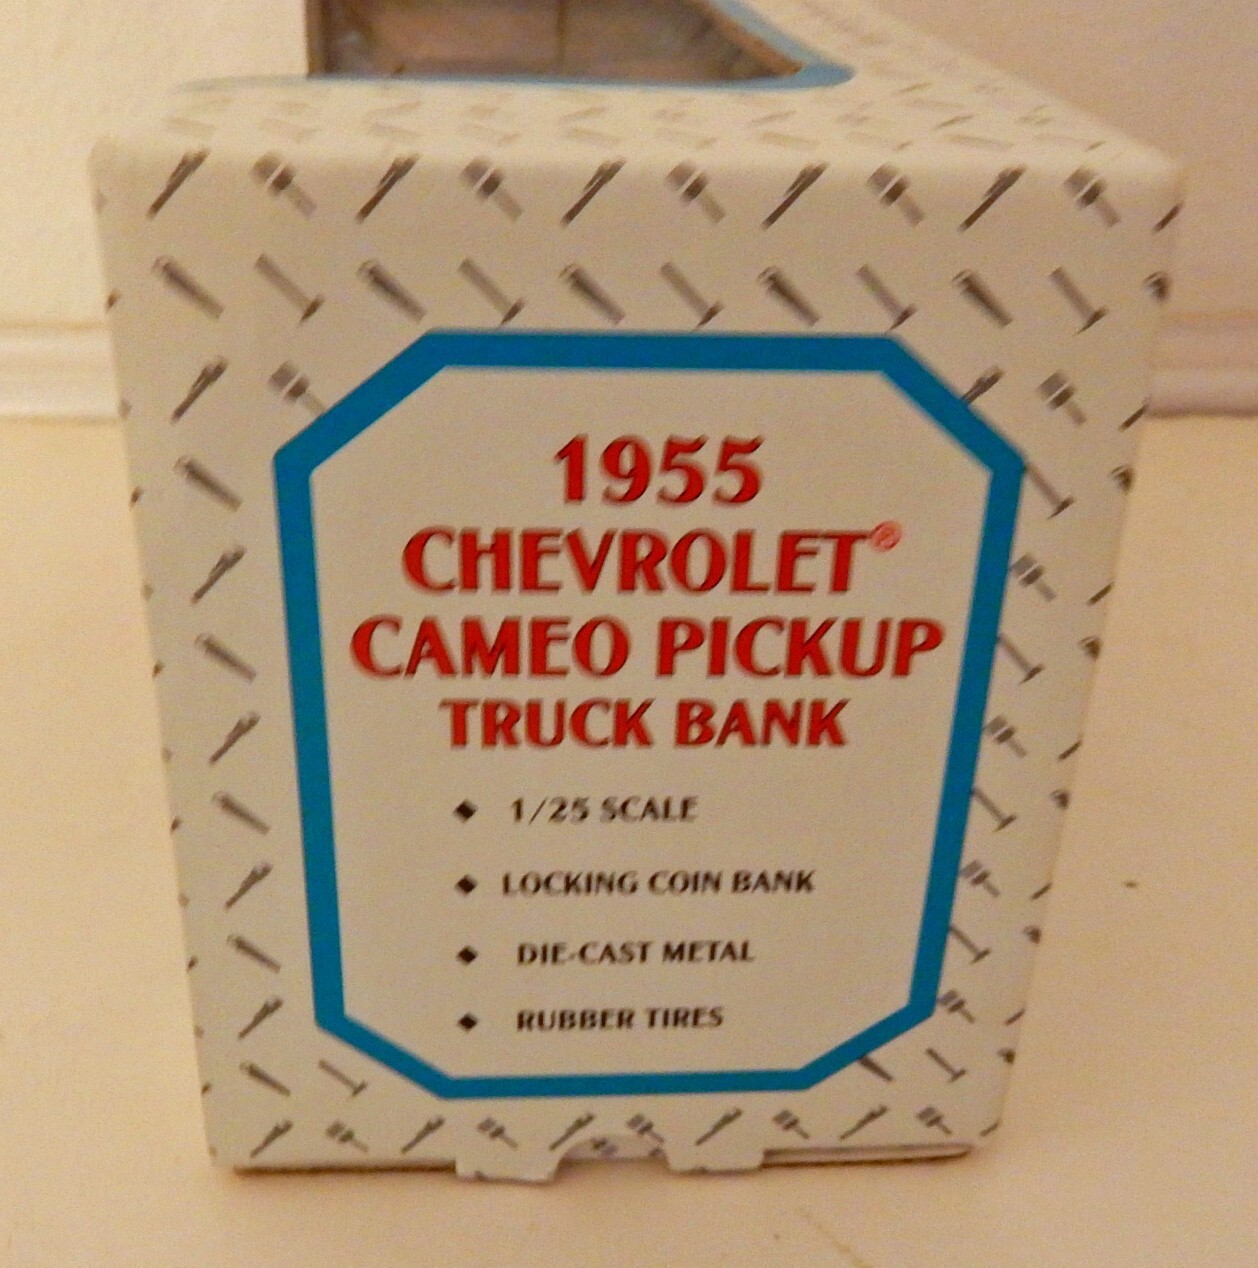 1955
CHEVROLET®
CAMEO PICKUP
TRUCK BANK
◆ 1/25 SCALE
◆ LOCKING COIN BANK
◆ DIE-CAST METAL
◆ RUBBER TIRES